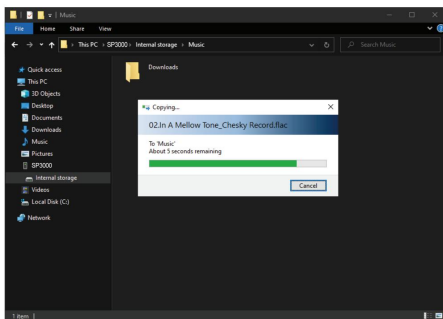 Music
File Home Share View
This PC › SP3000 › Internal storage › Music
Search Music
Quick access
This PC
3D Objects
Desktop
Documents
Downloads
Music
Pictures
SP3000
Internal storage
Videos
Local Disk (C:)
Network
Downloads
Copying...
02.In A Mellow Tone_Chesky Record.flac
To 'Music'
About 5 seconds remaining
Cancel
1 item